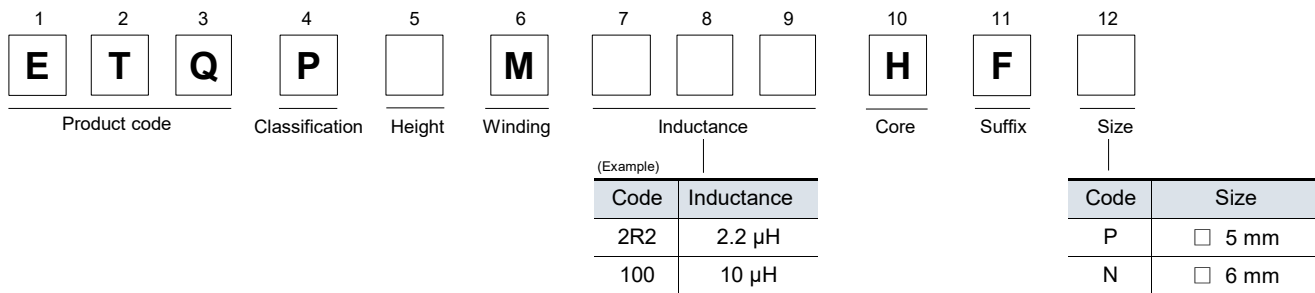 1 2 3 4 5 6 7 8 9 10 11 12
E T Q P M H F
Product code Classification Height Winding Inductance Core Suffix Size
(Example)
Code Inductance Code Size
2R2 2.2 µH P □ 5 mm
100 10 µH N □ 6 mm